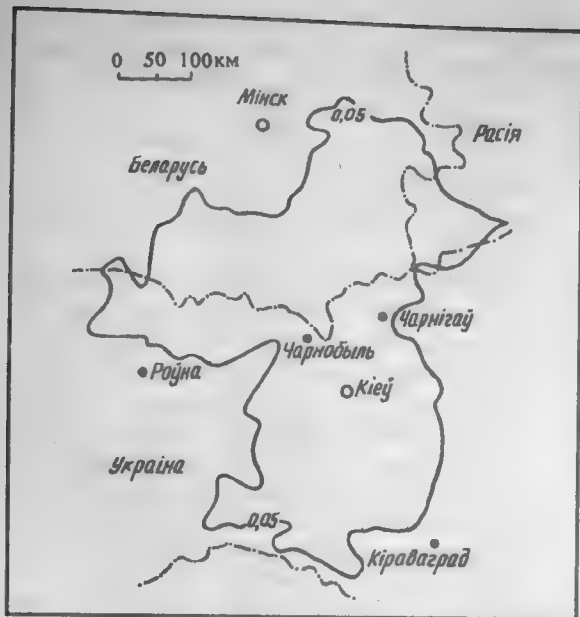 0 50 100км
Мінск
0,05
Расія
Беларусь
Чарнігаў
Чарнобыль
Роўна
Кіеў
Украіна
0,05
Кіраваград